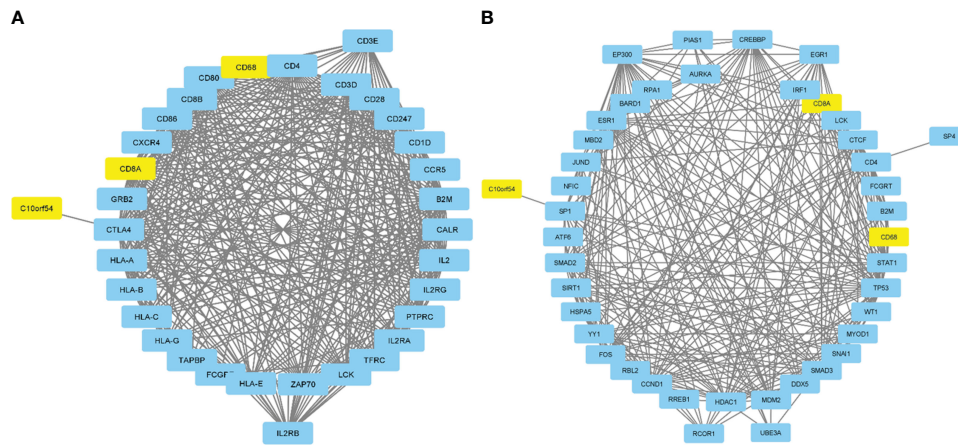 A
CD3E
CD68
CD4
CD80
CD3D
CD8B
CD28
CD86
CD247
CXCR4
CD1D
CD8A
CCR5
GRB2
B2M
C10orf54
CTLA4
CALR
HLA-A
IL2
HLA-B
IL2RG
HLA-C
PTPRC
HLA-G
IL2RA
TAPBP
TFRC
HLA-E
ZAP70
LCK
IL2RB
B
PIAS1
CREBBP
EP300
EGR1
AURKA
RPA1
IRF1
BARD1
CD8A
ESR1
LCK
MBD2
CTCF
SP4
JUND
CD4
NFIC
FCGRT
C10orf54
SP1
B2M
ATF6
CD68
SMAD2
STAT1
SIRT1
TP53
HSPA5
WT1
YY1
MYOD1
FOS
SNAI1
RBL2
SMAD3
CCND1
DDX5
RREB1
HDAC1
MDM2
RCOR1
UBE3A